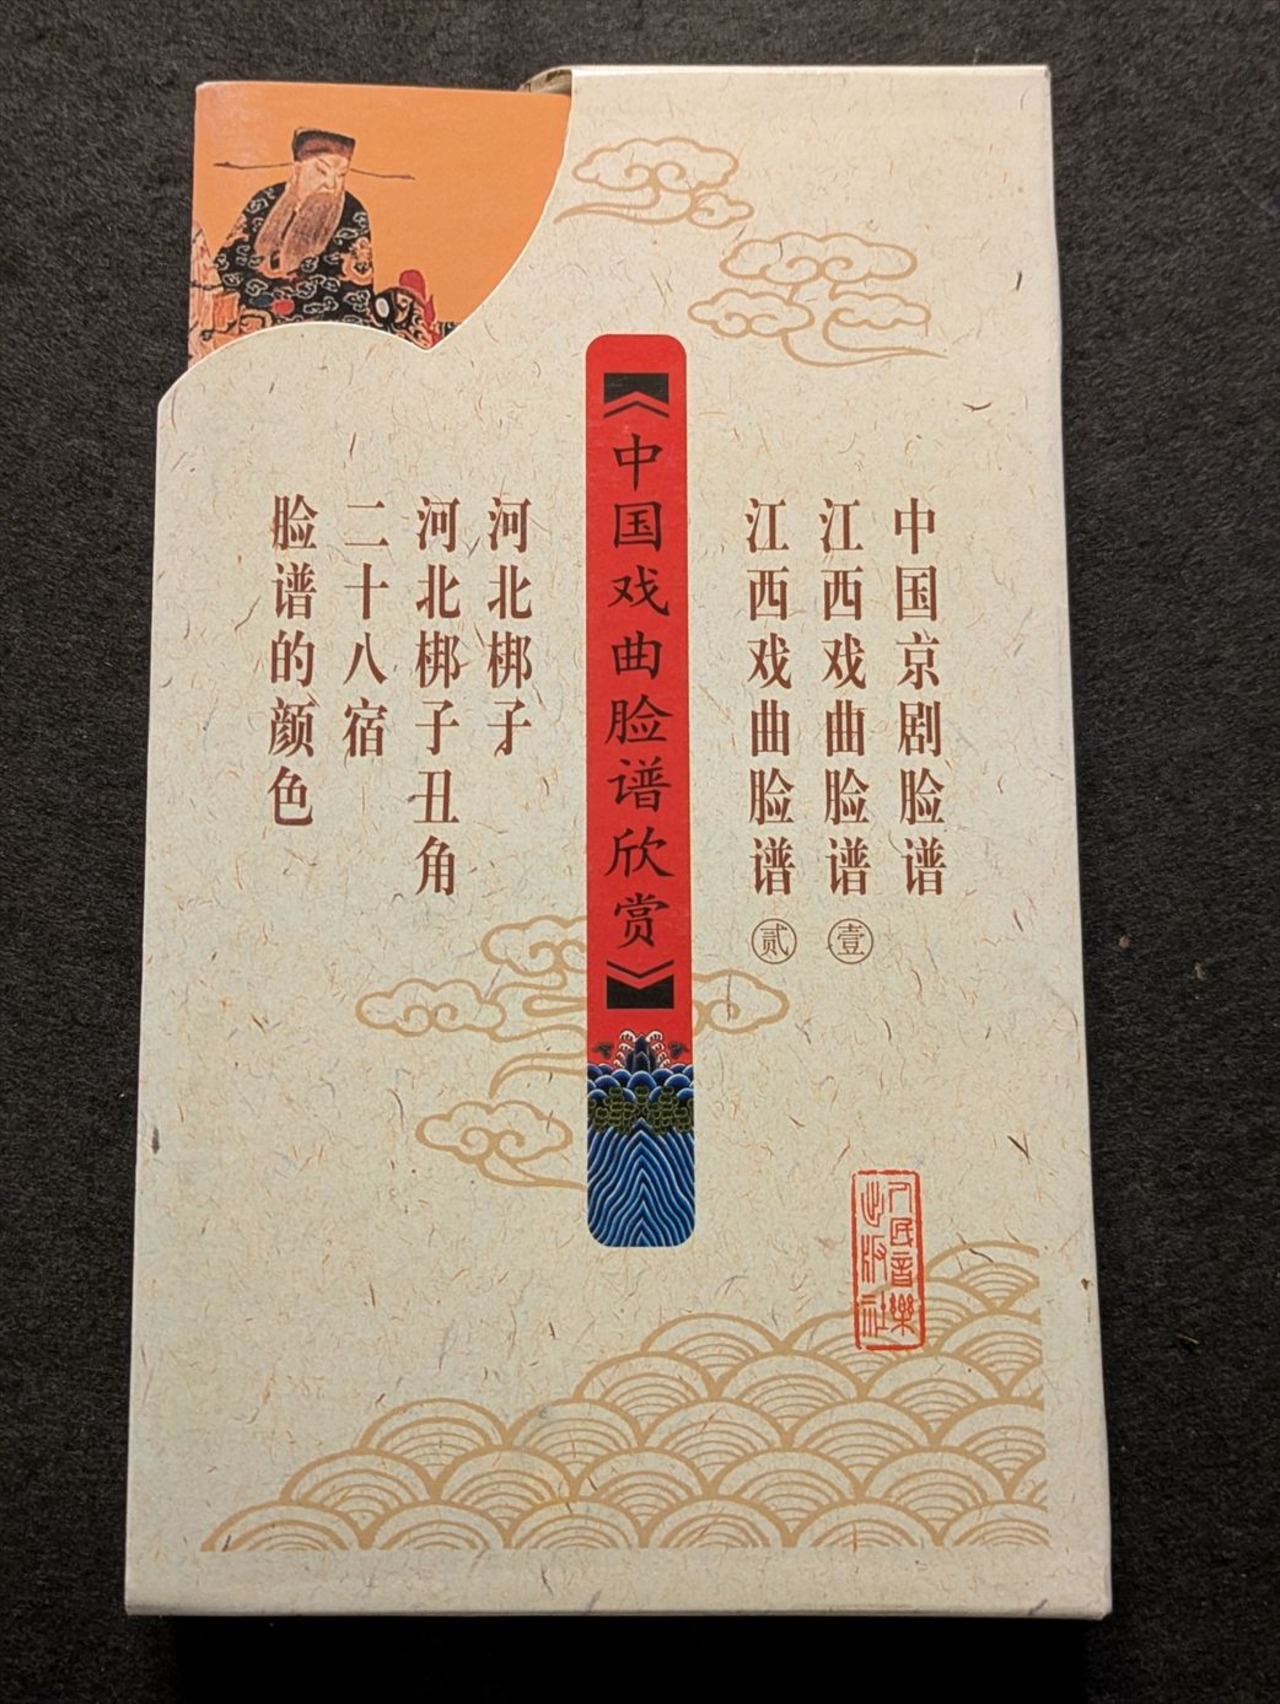 中国京剧脸谱
江西戏曲脸谱 壹
江西戏曲脸谱 贰
《中国戏曲脸谱欣赏》
河北梆子
河北梆子丑角
二十八宿
脸谱的颜色
人民音樂
出版社